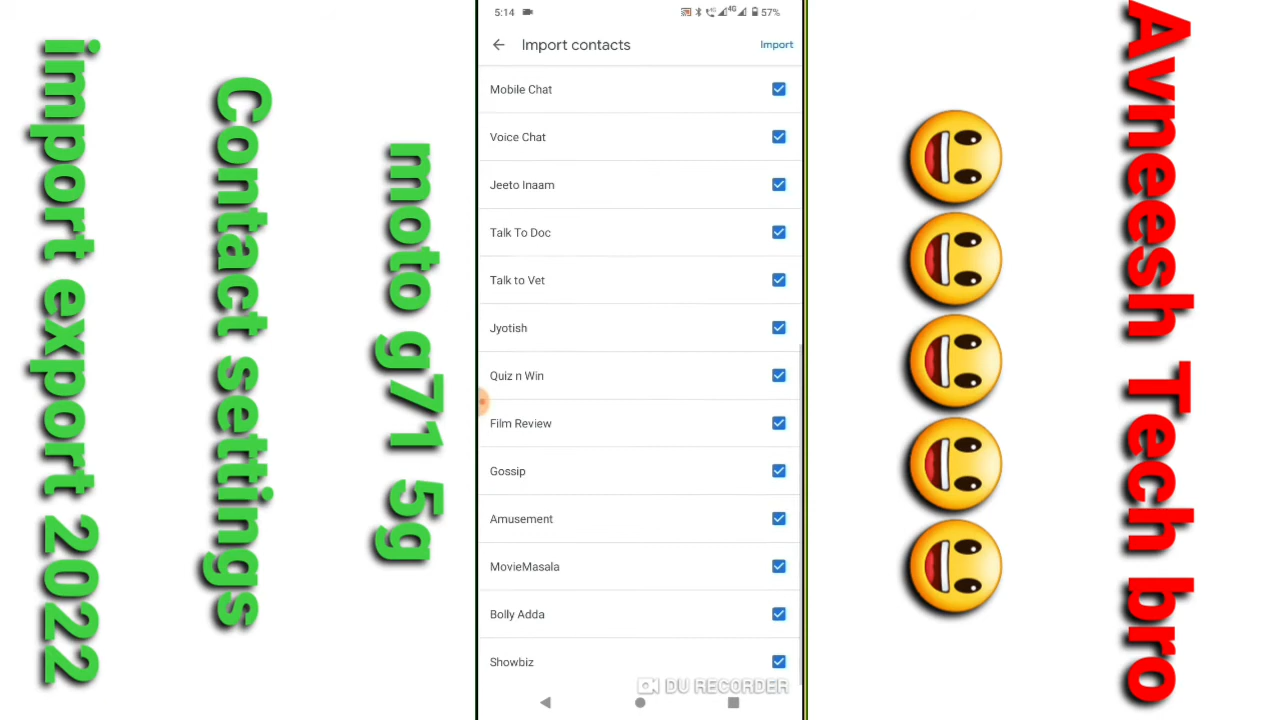 import export 2022
Contact settings
moto g71 5g
5:14
4G
57%
Import contacts
Import
Mobile Chat
Voice Chat
Jeeto Inaam
Talk To Doc
Talk to Vet
Jyotish
Quiz n Win
Film Review
Gossip
Amusement
MovieMasala
Bolly Adda
Showbiz
DU RECORDER
Avneesh Tech bro